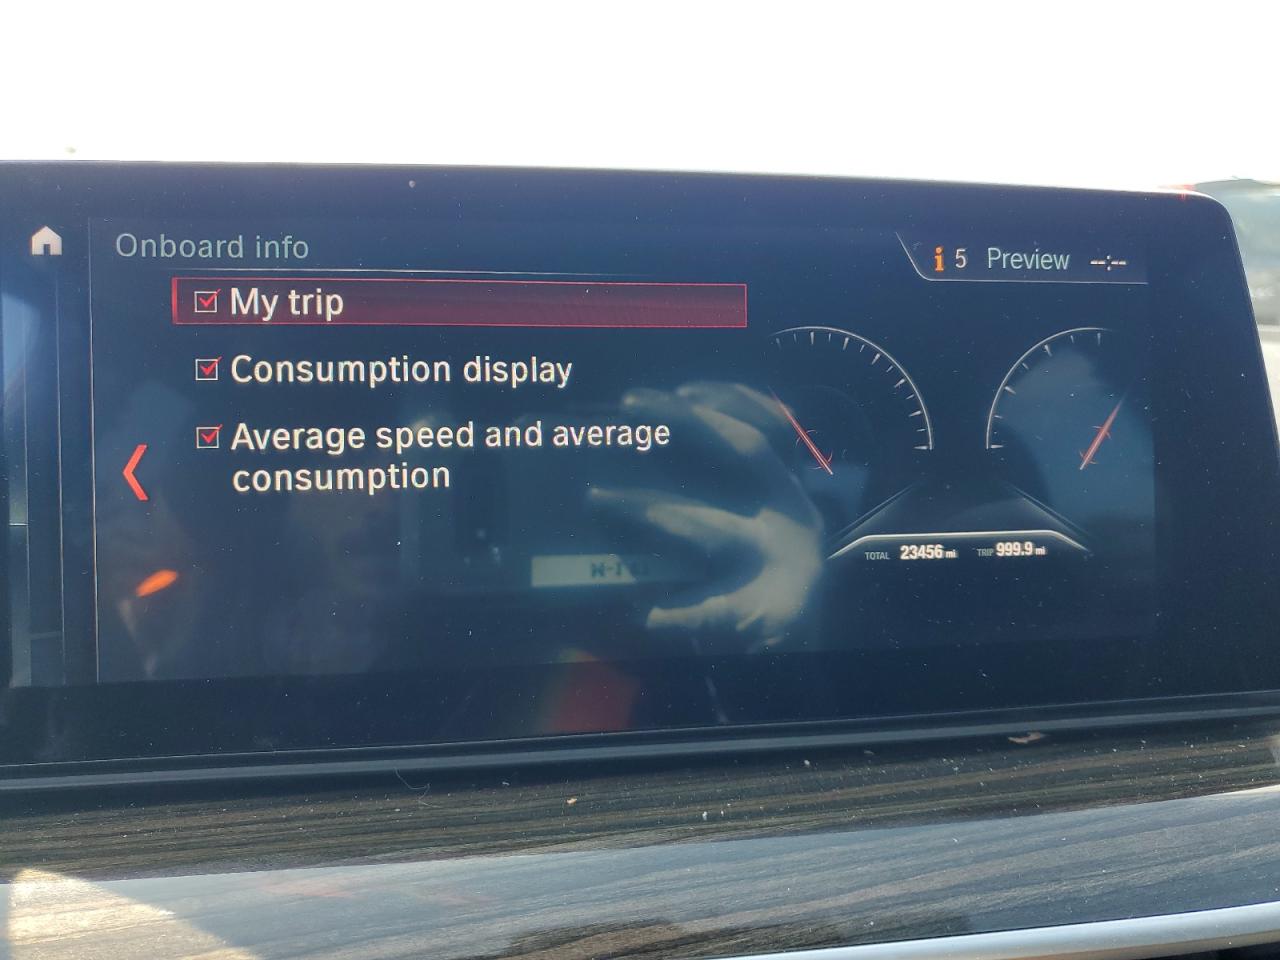 Onboard info
i 5 Preview --:--
My trip
Consumption display
Average speed and average
consumption
TOTAL 23456 mi TRIP 999.9 mi